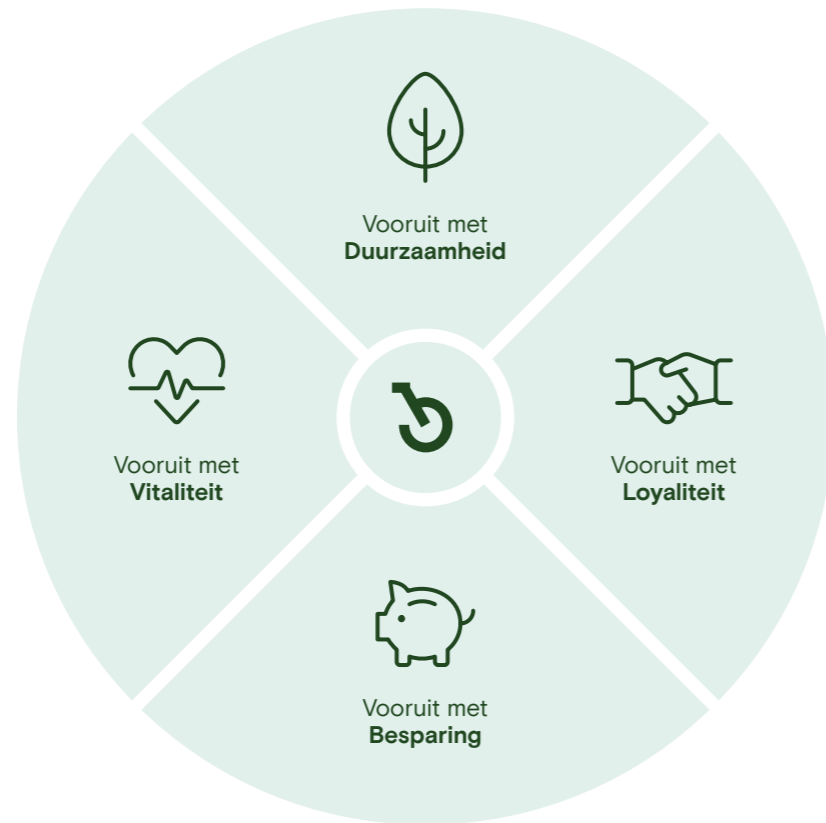 Vooruit met
Duurzaamheid
Vooruit met
Vitaliteit
Vooruit met
Loyaliteit
Vooruit met
Besparing